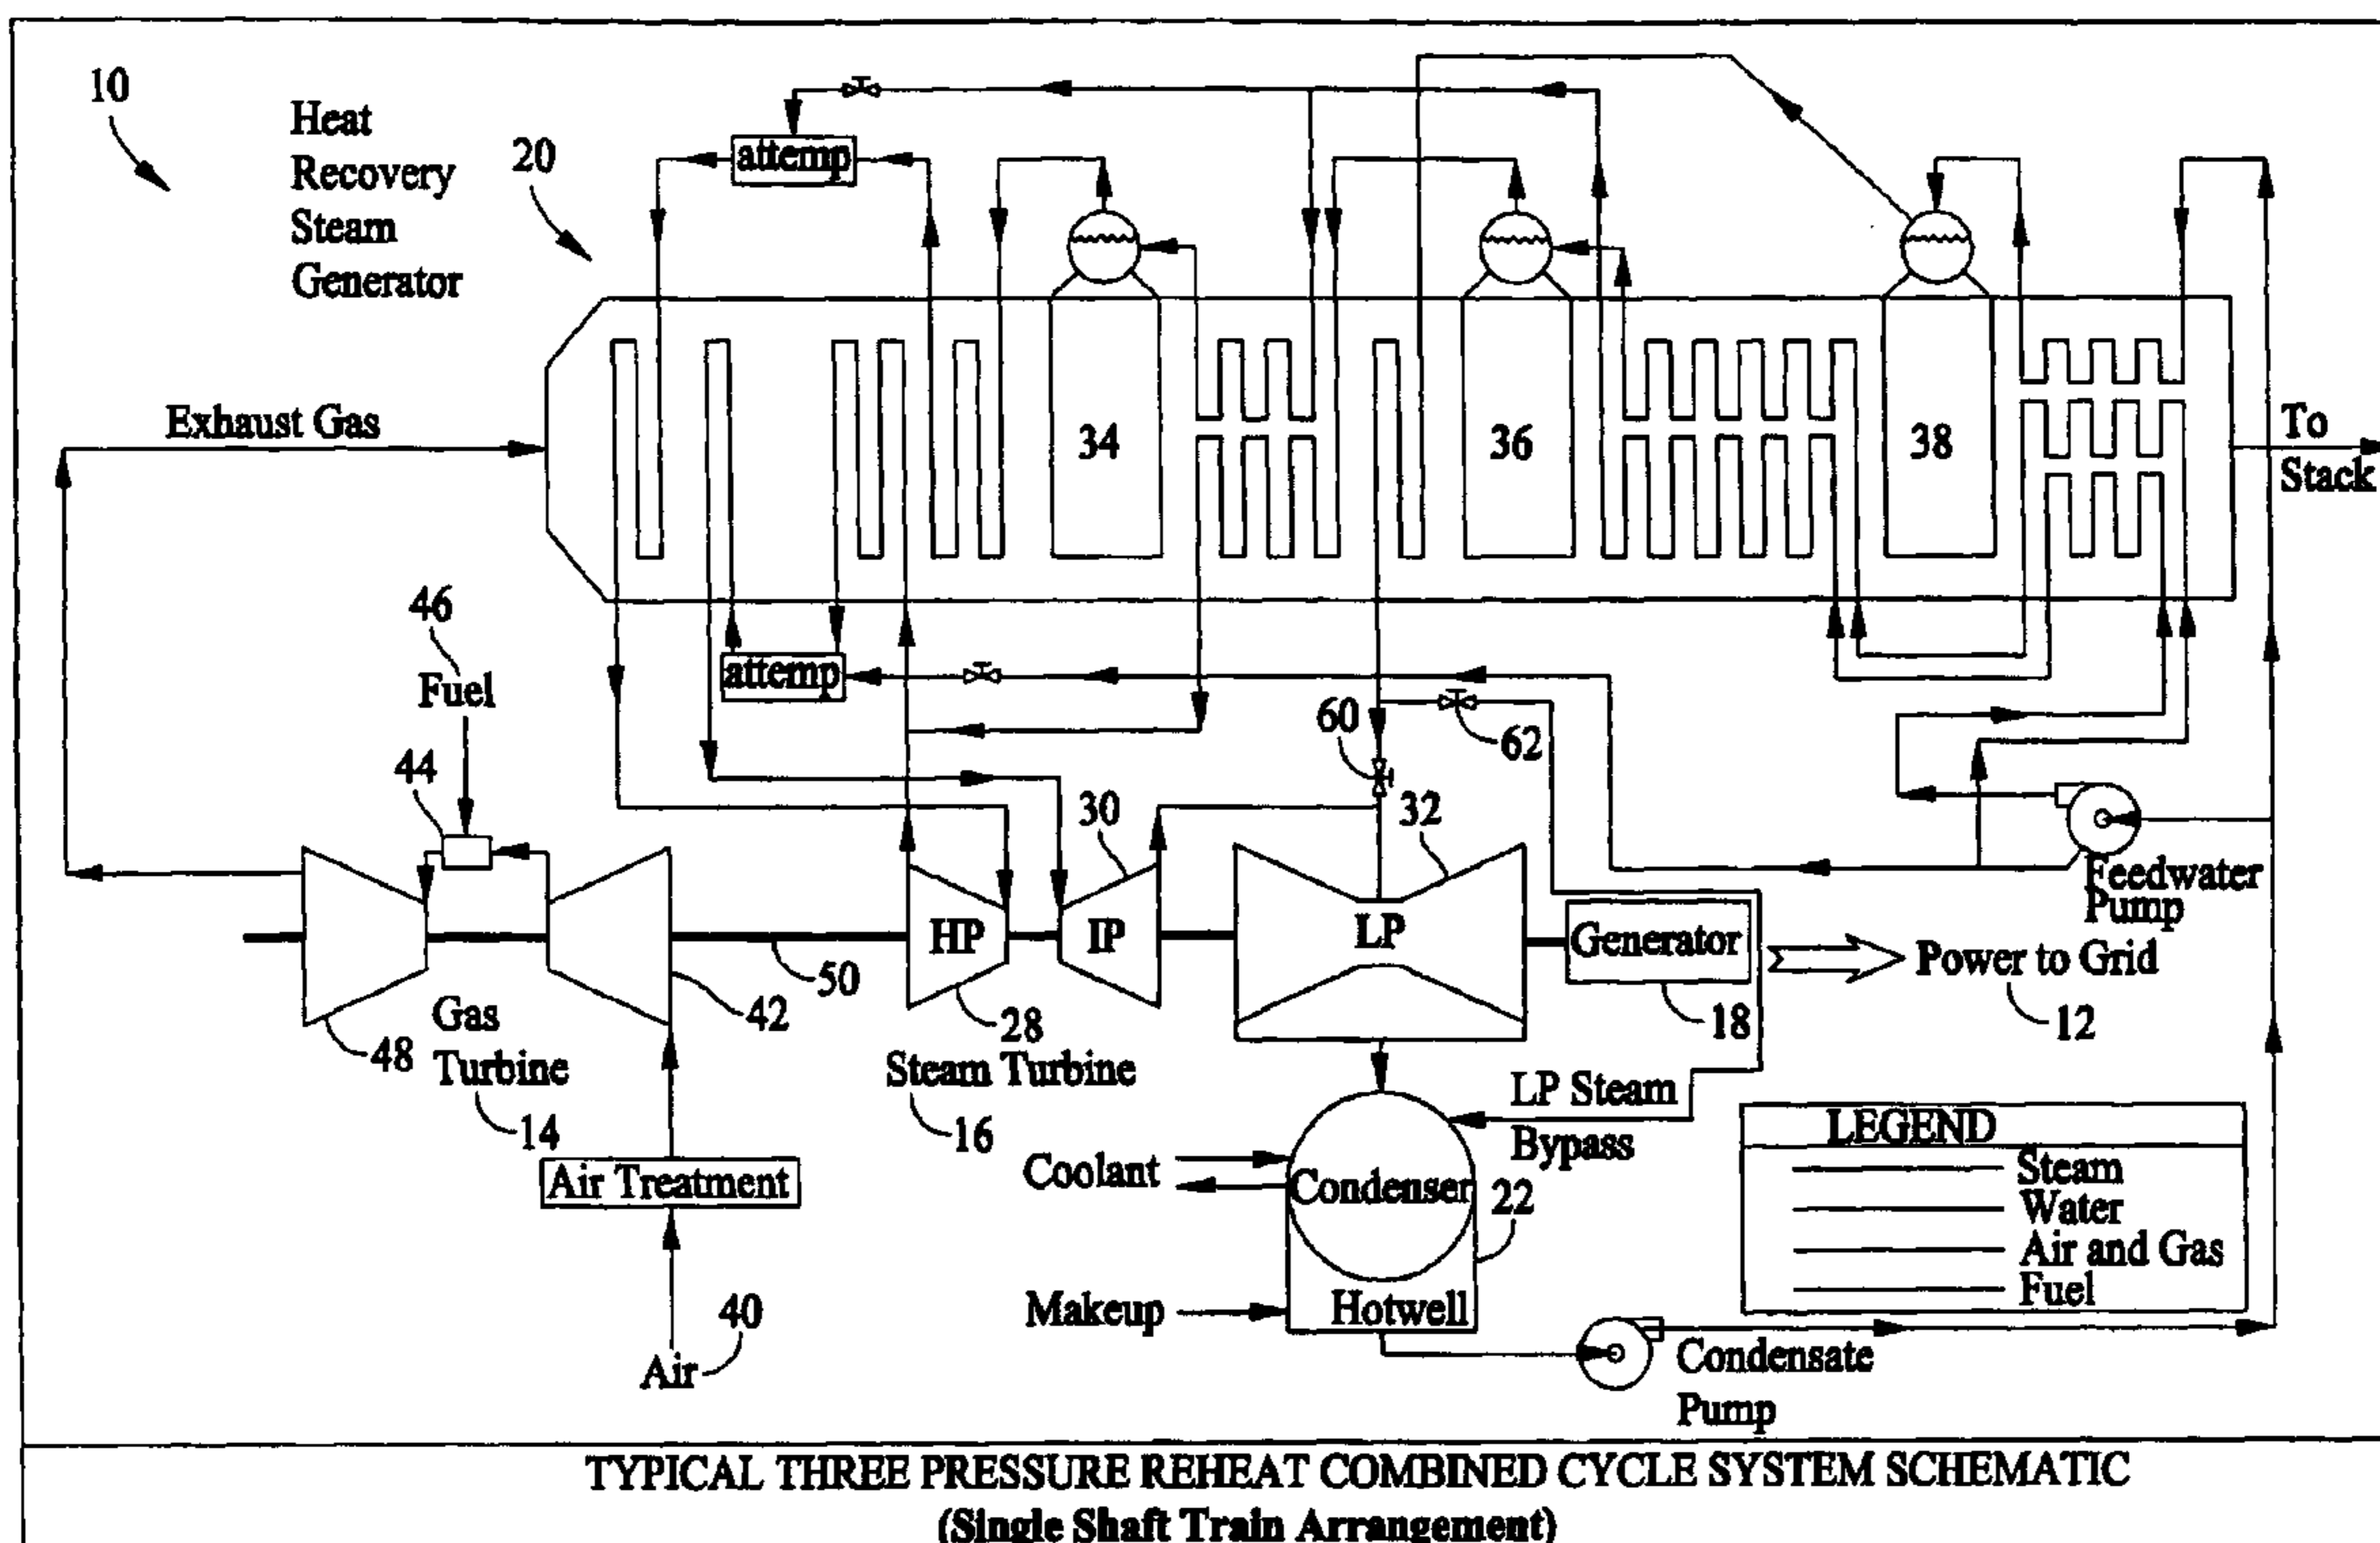 10
Heat
Recovery
Steam
Generator
20
attemp
34
36
38
Exhaust Gas
To
Stack
46
Fuel
attemp
60
62
44
30
32
Feedwater
Pump
HP
IP
LP
Generator
Power to Grid
50
42
48
Gas
Turbine
14
28
Steam Turbine
16
18
12
LP Steam
Bypass
Coolant
Condenser
22
Air Treatment
LEGEND
Steam
Water
Air and Gas
Fuel
Makeup
Hotwell
40
Air
Condensate
Pump
TYPICAL THREE PRESSURE REHEAT COMBINED CYCLE SYSTEM SCHEMATIC
(Single Shaft Train Arrangement)